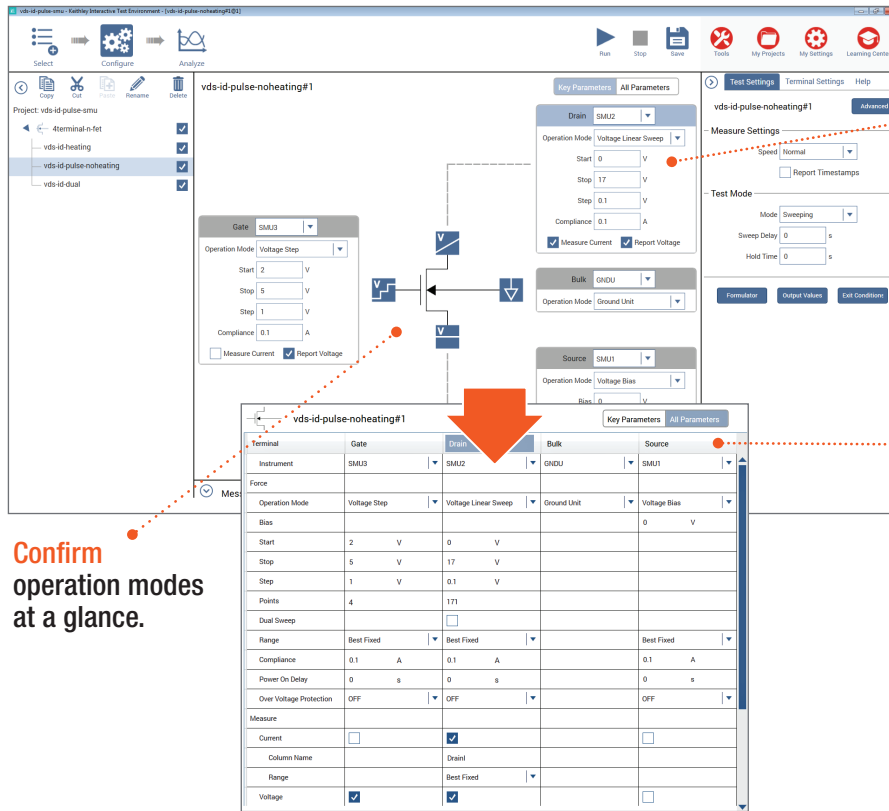 vds-id-pulse-smu - Keithley Interactive Test Environment - [vds-id-pulse-noheating#1@1]
Select Configure Analyze
Run Stop Save Tools My Projects My Settings Learning Center
Copy Cut Paste Rename Delete
Project: vds-id-pulse-smu
4terminal-n-fet
vds-id-heating
vds-id-pulse-noheating
vds-id-dual
vds-id-pulse-noheating#1
Key Parameters All Parameters
Gate SMU3
Operation Mode Voltage Step
Start 2 V
Stop 5 V
Step 1 V
Compliance 0.1 A
Measure Current Report Voltage
V
V
V
Drain SMU2
Operation Mode Voltage Linear Sweep
Start 0 V
Stop 17 V
Step 0.1 V
Compliance 0.1 A
Measure Current Report Voltage
Bulk GNDU
Operation Mode Ground Unit
Source SMU1
Operation Mode Voltage Bias
Bias 0 V
Test Settings Terminal Settings Help
vds-id-pulse-noheating#1 Advanced
Measure Settings
Speed Normal
Report Timestamps
Test Mode
Mode Sweeping
Sweep Delay 0 s
Hold Time 0 s
Formulator Output Values Exit Conditions
Mes
Confirm
operation modes
at a glance.
vds-id-pulse-noheating#1 Key Parameters All Parameters
Terminal Gate Drain Bulk Source
Instrument SMU3 SMU2 GNDU SMU1
Force
Operation Mode Voltage Step Voltage Linear Sweep Ground Unit Voltage Bias
Bias 0 V
Start 2 V 0 V
Stop 5 V 17 V
Step 1 V 0.1 V
Points 4 171
Dual Sweep
Range Best Fixed Best Fixed Best Fixed
Compliance 0.1 A 0.1 A 0.1 A
Power On Delay 0 s 0 s 0 s
Over Voltage Protection OFF OFF OFF
Measure
Current
Column Name DrainI
Range Best Fixed
Voltage